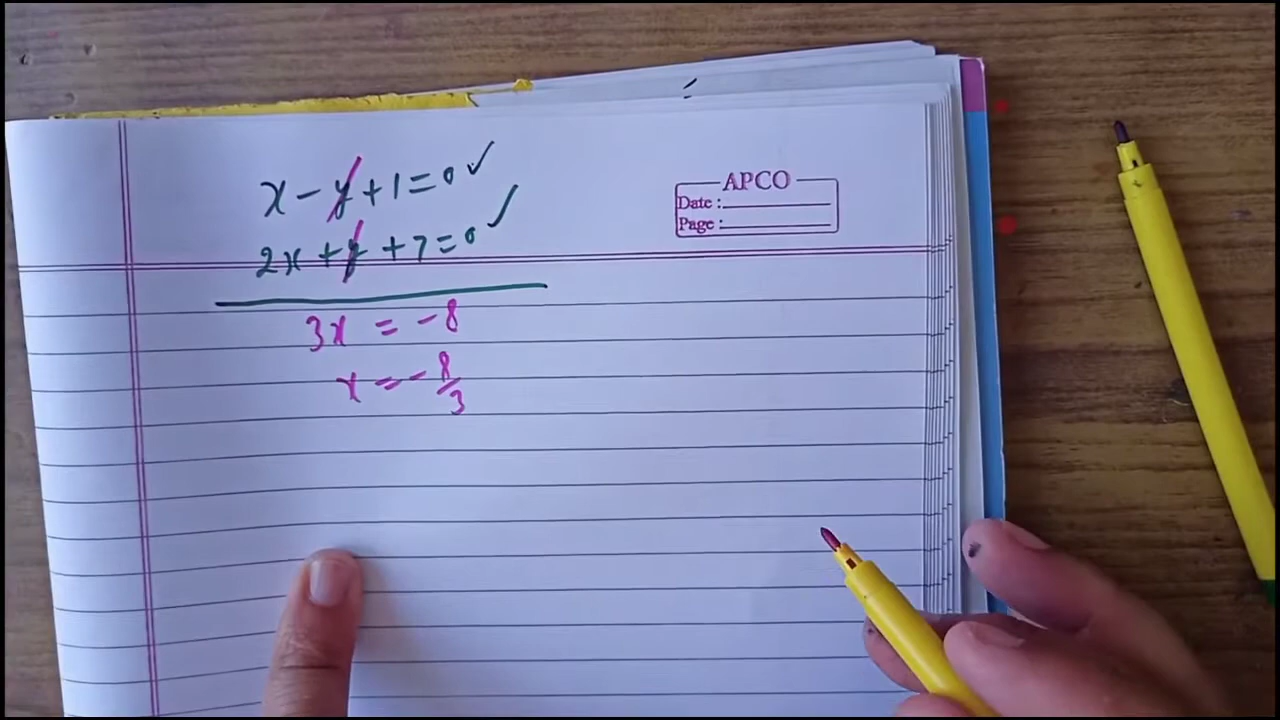 x - y + 1 = 0 ✓
2x + y + 7 = 0 ✓
3x = -8
x = -8/3
APCO
Date :
Page :